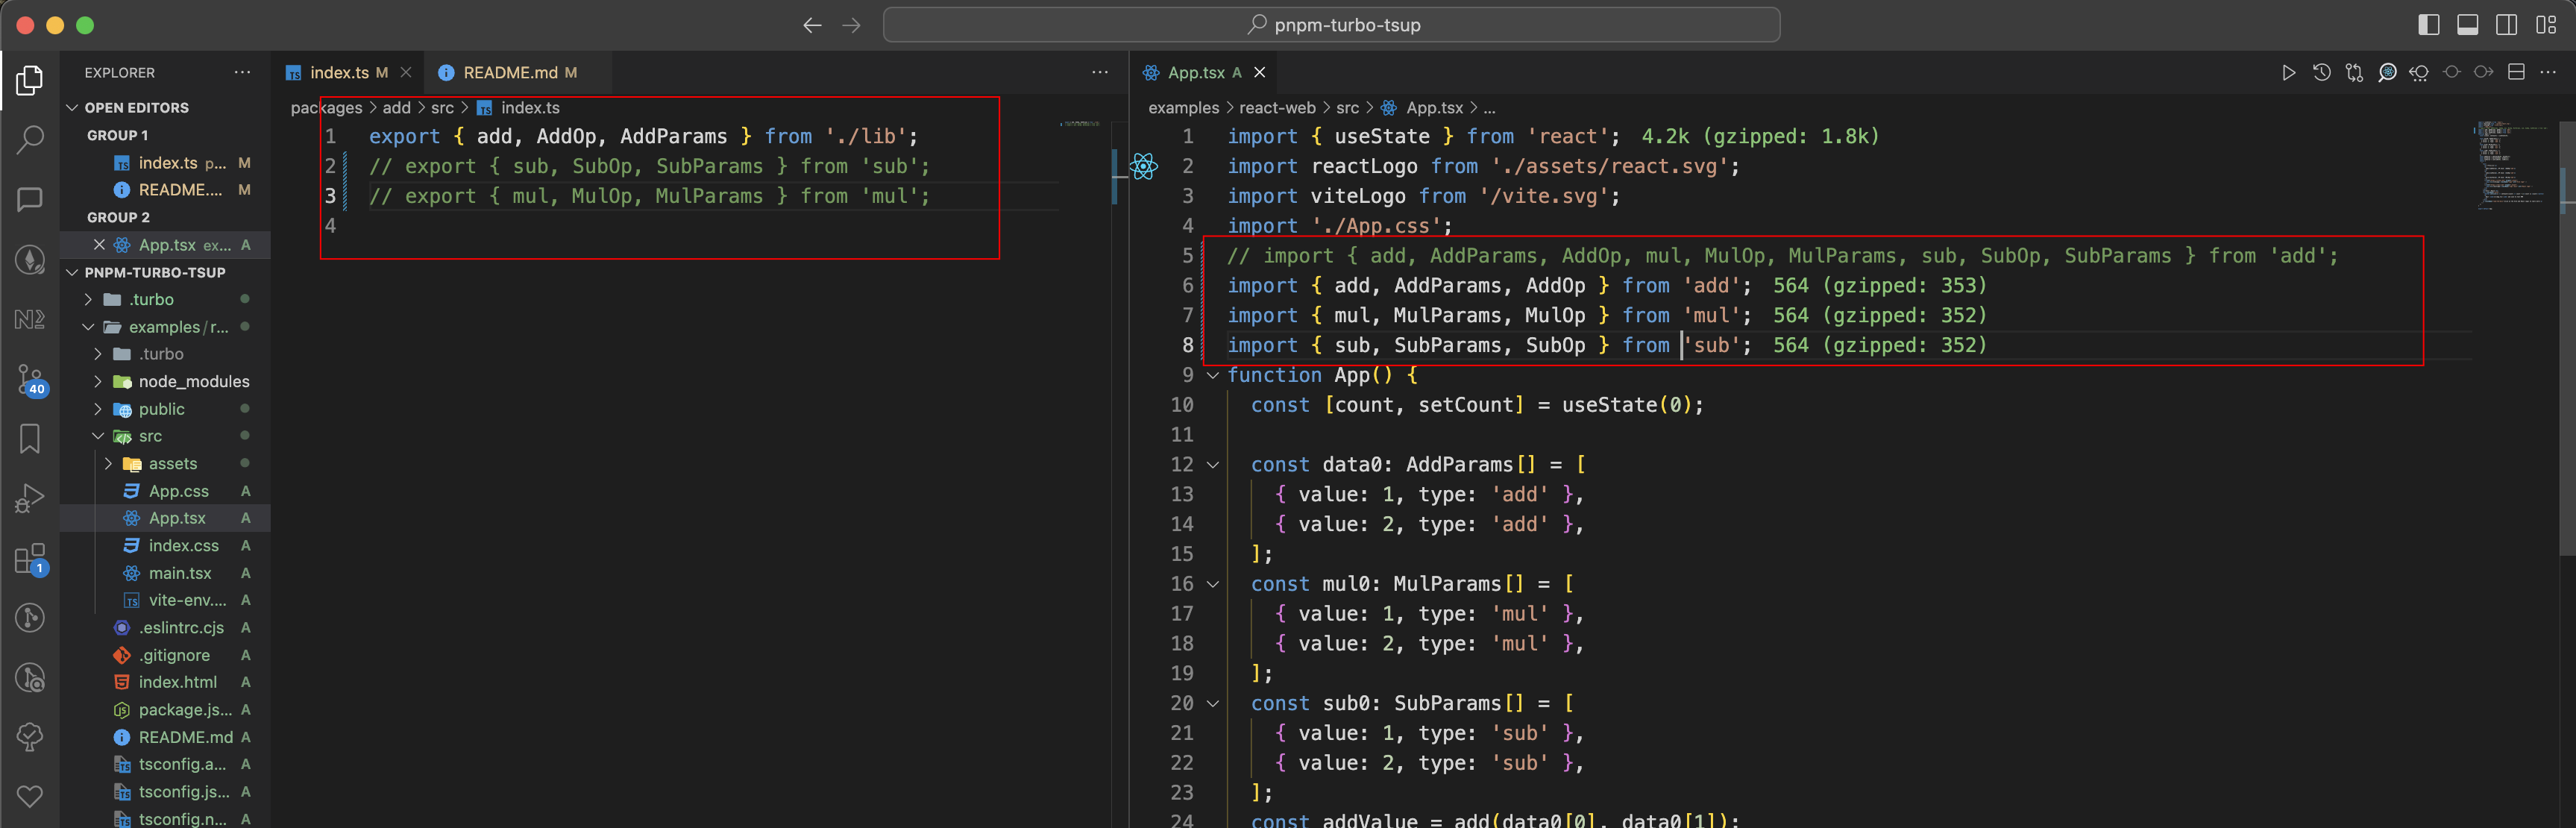 pnpm-turbo-tsup
EXPLORER
OPEN EDITORS
GROUP 1
index.ts p... M
README.... M
GROUP 2
App.tsx ex... A
PNPM-TURBO-TSUP
.turbo
examples/r...
.turbo
node_modules
public
src
assets
App.css A
App.tsx A
index.css A
main.tsx A
vite-env.... A
.eslintrc.cjs A
.gitignore A
index.html A
package.js... A
README.md A
tsconfig.a... A
tsconfig.js... A
tsconfig.n... A
40
1
index.ts M
README.md M
packages > add > src > index.ts
1 export { add, AddOp, AddParams } from './lib';
2 // export { sub, SubOp, SubParams } from 'sub';
3 // export { mul, MulOp, MulParams } from 'mul';
4
App.tsx A
examples > react-web > src > App.tsx > ...
1 import { useState } from 'react'; 4.2k (gzipped: 1.8k)
2 import reactLogo from './assets/react.svg';
3 import viteLogo from '/vite.svg';
4 import './App.css';
5 // import { add, AddParams, AddOp, mul, MulOp, MulParams, sub, SubOp, SubParams } from 'add';
6 import { add, AddParams, AddOp } from 'add'; 564 (gzipped: 353)
7 import { mul, MulParams, MulOp } from 'mul'; 564 (gzipped: 352)
8 import { sub, SubParams, SubOp } from 'sub'; 564 (gzipped: 352)
9 function App() {
10 const [count, setCount] = useState(0);
11
12 const data0: AddParams[] = [
13 { value: 1, type: 'add' },
14 { value: 2, type: 'add' },
15 ];
16 const mul0: MulParams[] = [
17 { value: 1, type: 'mul' },
18 { value: 2, type: 'mul' },
19 ];
20 const sub0: SubParams[] = [
21 { value: 1, type: 'sub' },
22 { value: 2, type: 'sub' },
23 ];
24 const addValue = add(data0[0], data0[1]);